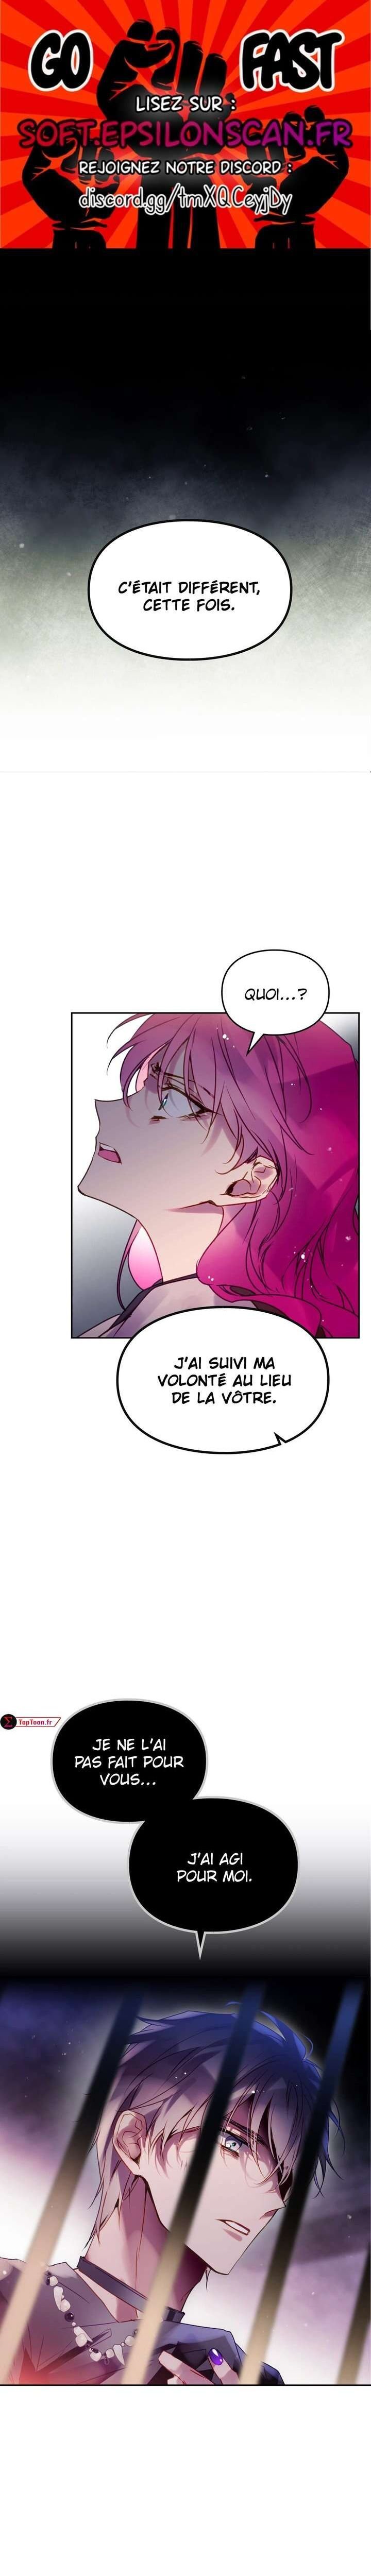 GO FAST
LISEZ SUR :
SOFT.EPSILONSCAN.FR
REJOIGNEZ NOTRE DISCORD :
discord.gg/tmXQCeyjDy
C'ÉTAIT DIFFÉRENT,
CETTE FOIS.
QUOI...?
J'AI SUIVI MA
VOLONTÉ AU LIEU
DE LA VÔTRE.
TopToon.fr
JE NE L'AI
PAS FAIT POUR
VOUS...
J'AI AGI
POUR MOI.